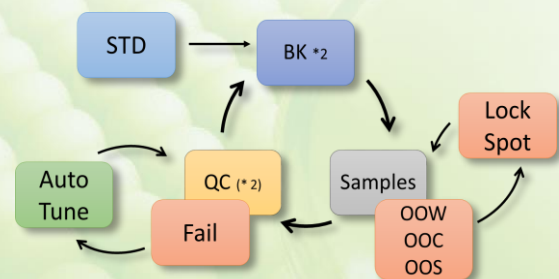 STD
BK *2
Lock
Spot
Samples
OOW
OOC
OOS
QC (* 2)
Fail
Auto
Tune